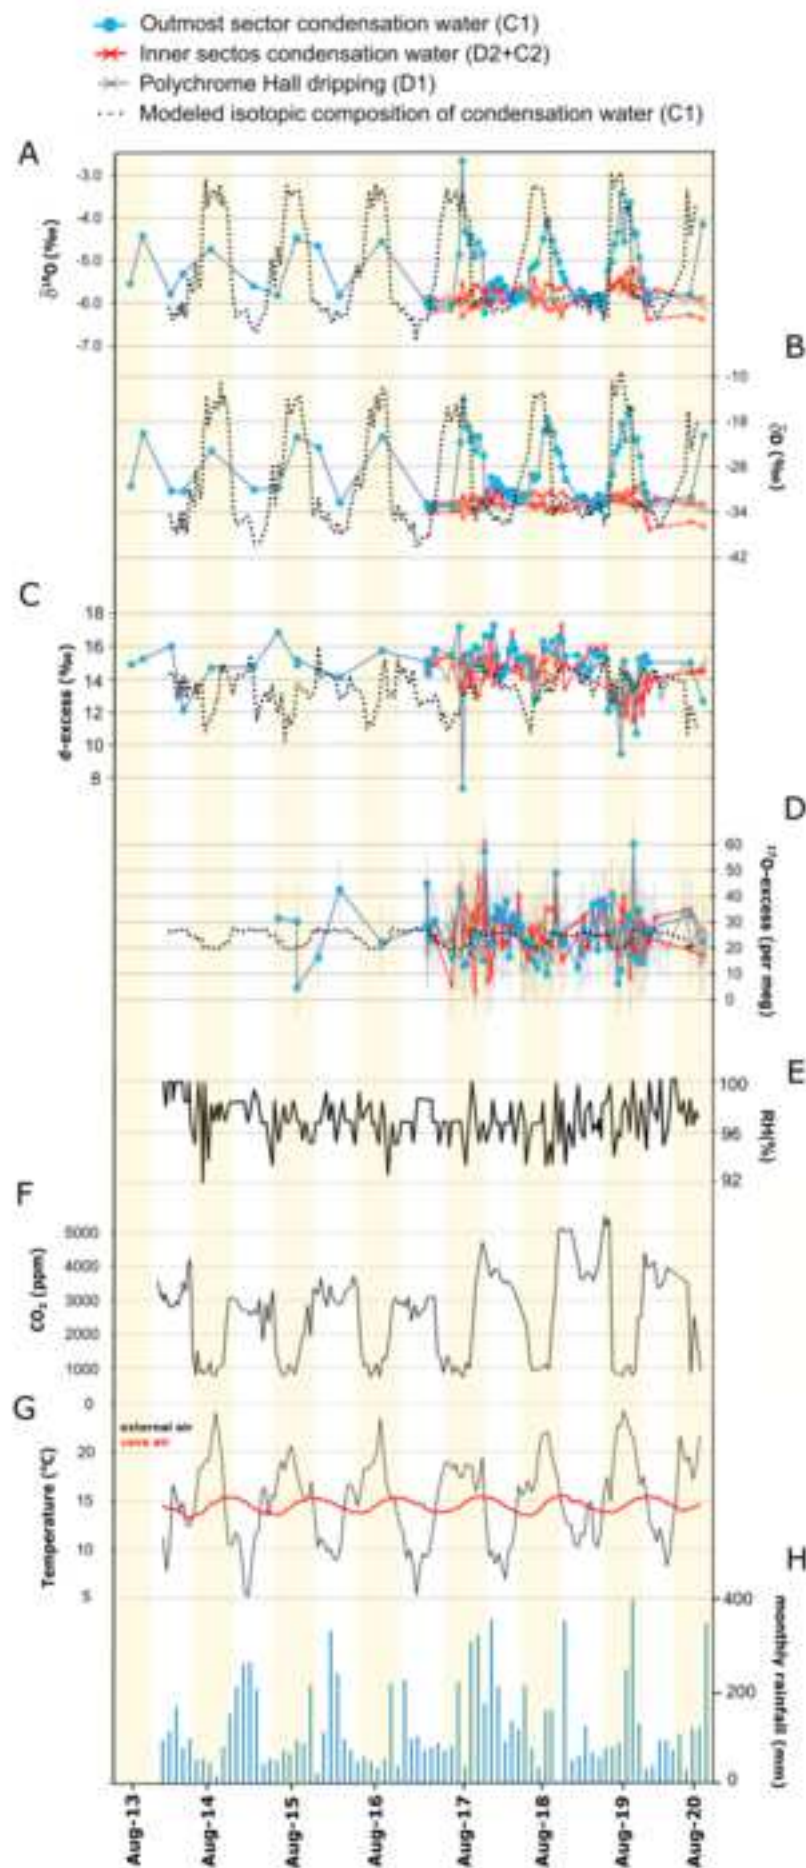 Outmost sector condensation water (C1)
Inner sectos condensation water (D2+C2)
Polychrome Hall dripping (D1)
Modeled isotopic composition of condensation water (C1)
A
-3.0
-4.0
-5.0
-6.0
-7.0
δ¹⁸O (‰)
B
-10
-18
-26
-34
-42
δD (‰)
C
18
16
14
12
10
8
d-excess (‰)
D
60
50
40
30
20
10
0
¹⁷O-excess (per meg)
E
100
96
92
RH(%)
F
5000
4000
3000
2000
1000
0
CO₂ (ppm)
G
external air
cave air
20
15
10
5
Temperature (°C)
H
400
200
0
monthly rainfall (mm)
Aug-13
Aug-14
Aug-15
Aug-16
Aug-17
Aug-18
Aug-19
Aug-20